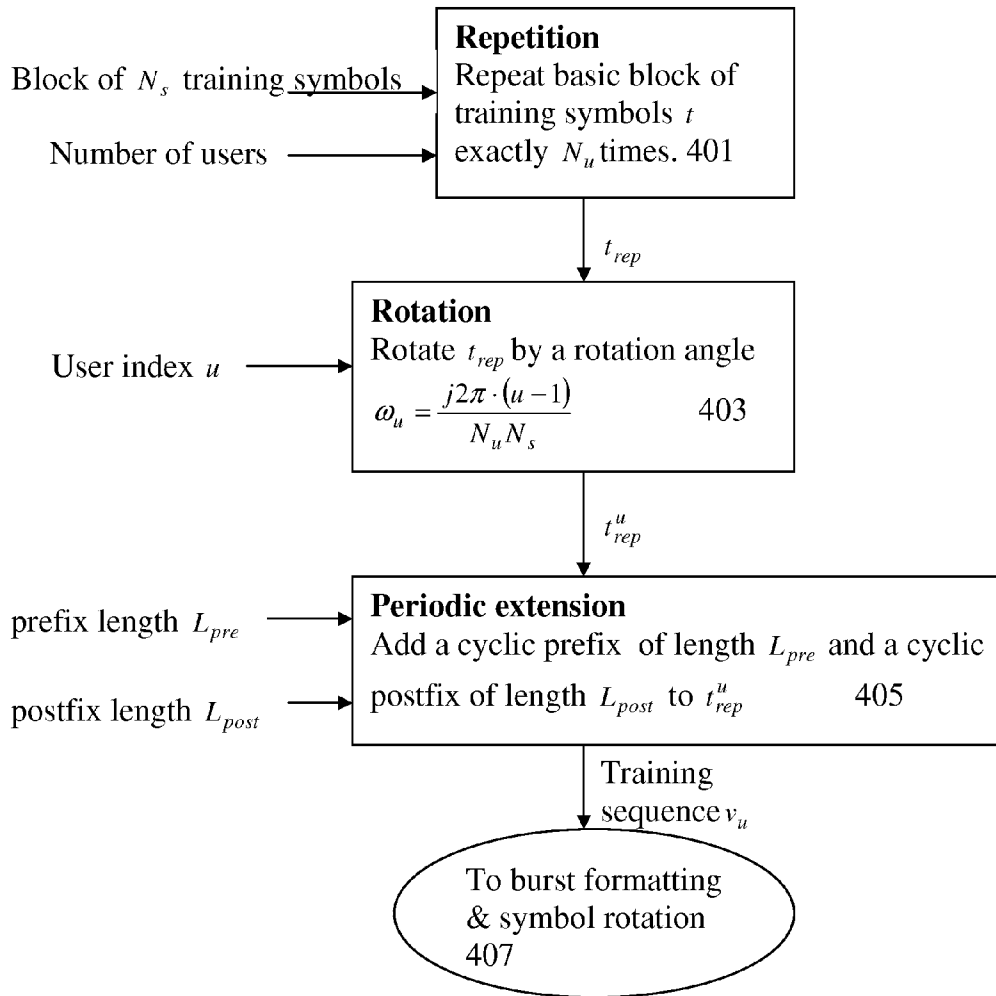 Repetition
Block of N_s training symbols
Repeat basic block of
training symbols t
Number of users
exactly N_u times. 401
t_rep
Rotation
User index u
Rotate t_rep by a rotation angle
ω_u = j2π·(u−1) / N_u N_s 403
t_rep^u
Periodic extension
prefix length L_pre
Add a cyclic prefix of length L_pre and a cyclic
postfix length L_post
postfix of length L_post to t_rep^u 405
Training
sequence v_u
To burst formatting
& symbol rotation
407